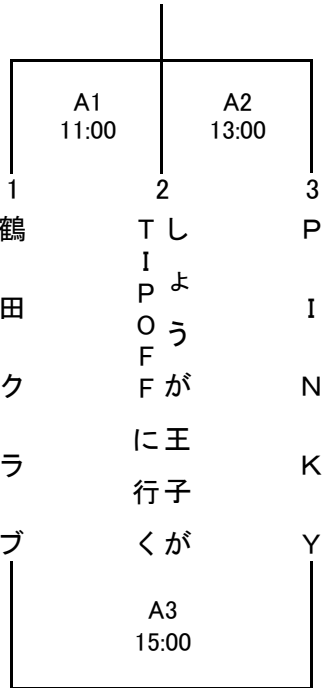 A1
11:00
A2
13:00
1
2
3
鶴田クラブ
しょうが王子が
TIPOFFに行く
PINKY
A3
15:00